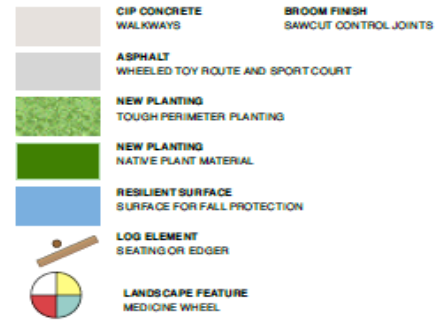 CIP CONCRETE BROOM FINISH
WALKWAYS SAWCUT CONTROL JOINTS
ASPHALT
WHEELED TOY ROUTE AND SPORT COURT
NEW PLANTING
TOUGH PERIMETER PLANTING
NEW PLANTING
NATIVE PLANT MATERIAL
RESILIENT SURFACE
SURFACE FOR FALL PROTECTION
LOG ELEMENT
SEATING OR EDGER
LANDSCAPE FEATURE
MEDICINE WHEEL